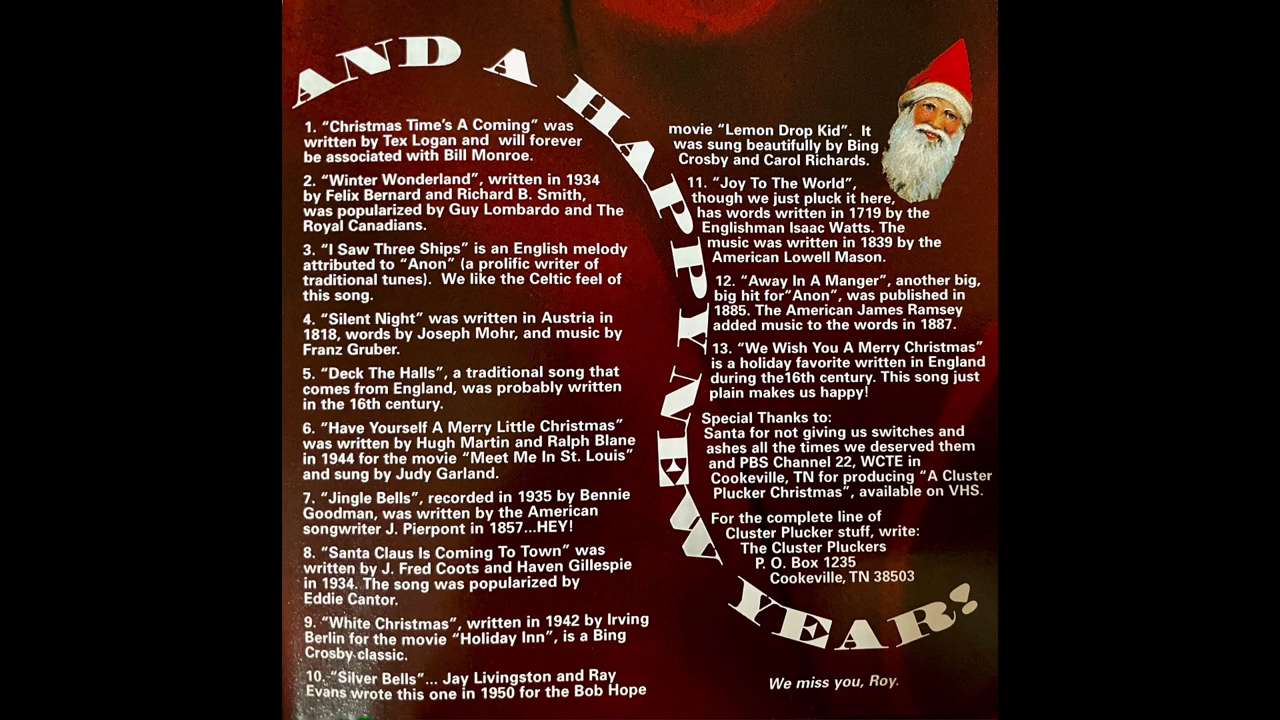 AND A HAPPY NEW YEAR!
1. “Christmas Time’s A Coming” was
written by Tex Logan and will forever
be associated with Bill Monroe.
2. “Winter Wonderland”, written in 1934
by Felix Bernard and Richard B. Smith,
was popularized by Guy Lombardo and The
Royal Canadians.
3. “I Saw Three Ships” is an English melody
attributed to “Anon” (a prolific writer of
traditional tunes). We like the Celtic feel of
this song.
4. “Silent Night” was written in Austria in
1818, words by Joseph Mohr, and music by
Franz Gruber.
5. “Deck The Halls”, a traditional song that
comes from England, was probably written
in the 16th century.
6. “Have Yourself A Merry Little Christmas”
was written by Hugh Martin and Ralph Blane
in 1944 for the movie “Meet Me In St. Louis”
and sung by Judy Garland.
7. “Jingle Bells”, recorded in 1935 by Bennie
Goodman, was written by the American
songwriter J. Pierpont in 1857...HEY!
8. “Santa Claus Is Coming To Town” was
written by J. Fred Coots and Haven Gillespie
in 1934. The song was popularized by
Eddie Cantor.
9. “White Christmas”, written in 1942 by Irving
Berlin for the movie “Holiday Inn”, is a Bing
Crosby classic.
10. “Silver Bells”... Jay Livingston and Ray
Evans wrote this one in 1950 for the Bob Hope
movie “Lemon Drop Kid”. It
was sung beautifully by Bing
Crosby and Carol Richards.
11. “Joy To The World”,
though we just pluck it here,
has words written in 1719 by the
Englishman Isaac Watts. The
music was written in 1839 by the
American Lowell Mason.
12. “Away In A Manger”, another big,
big hit for“Anon”, was published in
1885. The American James Ramsey
added music to the words in 1887.
13. “We Wish You A Merry Christmas”
is a holiday favorite written in England
during the16th century. This song just
plain makes us happy!
Special Thanks to:
Santa for not giving us switches and
ashes all the times we deserved them
and PBS Channel 22, WCTE in
Cookeville, TN for producing “A Cluster
Plucker Christmas”, available on VHS.
For the complete line of
Cluster Plucker stuff, write:
The Cluster Pluckers
P. O. Box 1235
Cookeville, TN 38503
We miss you, Roy.